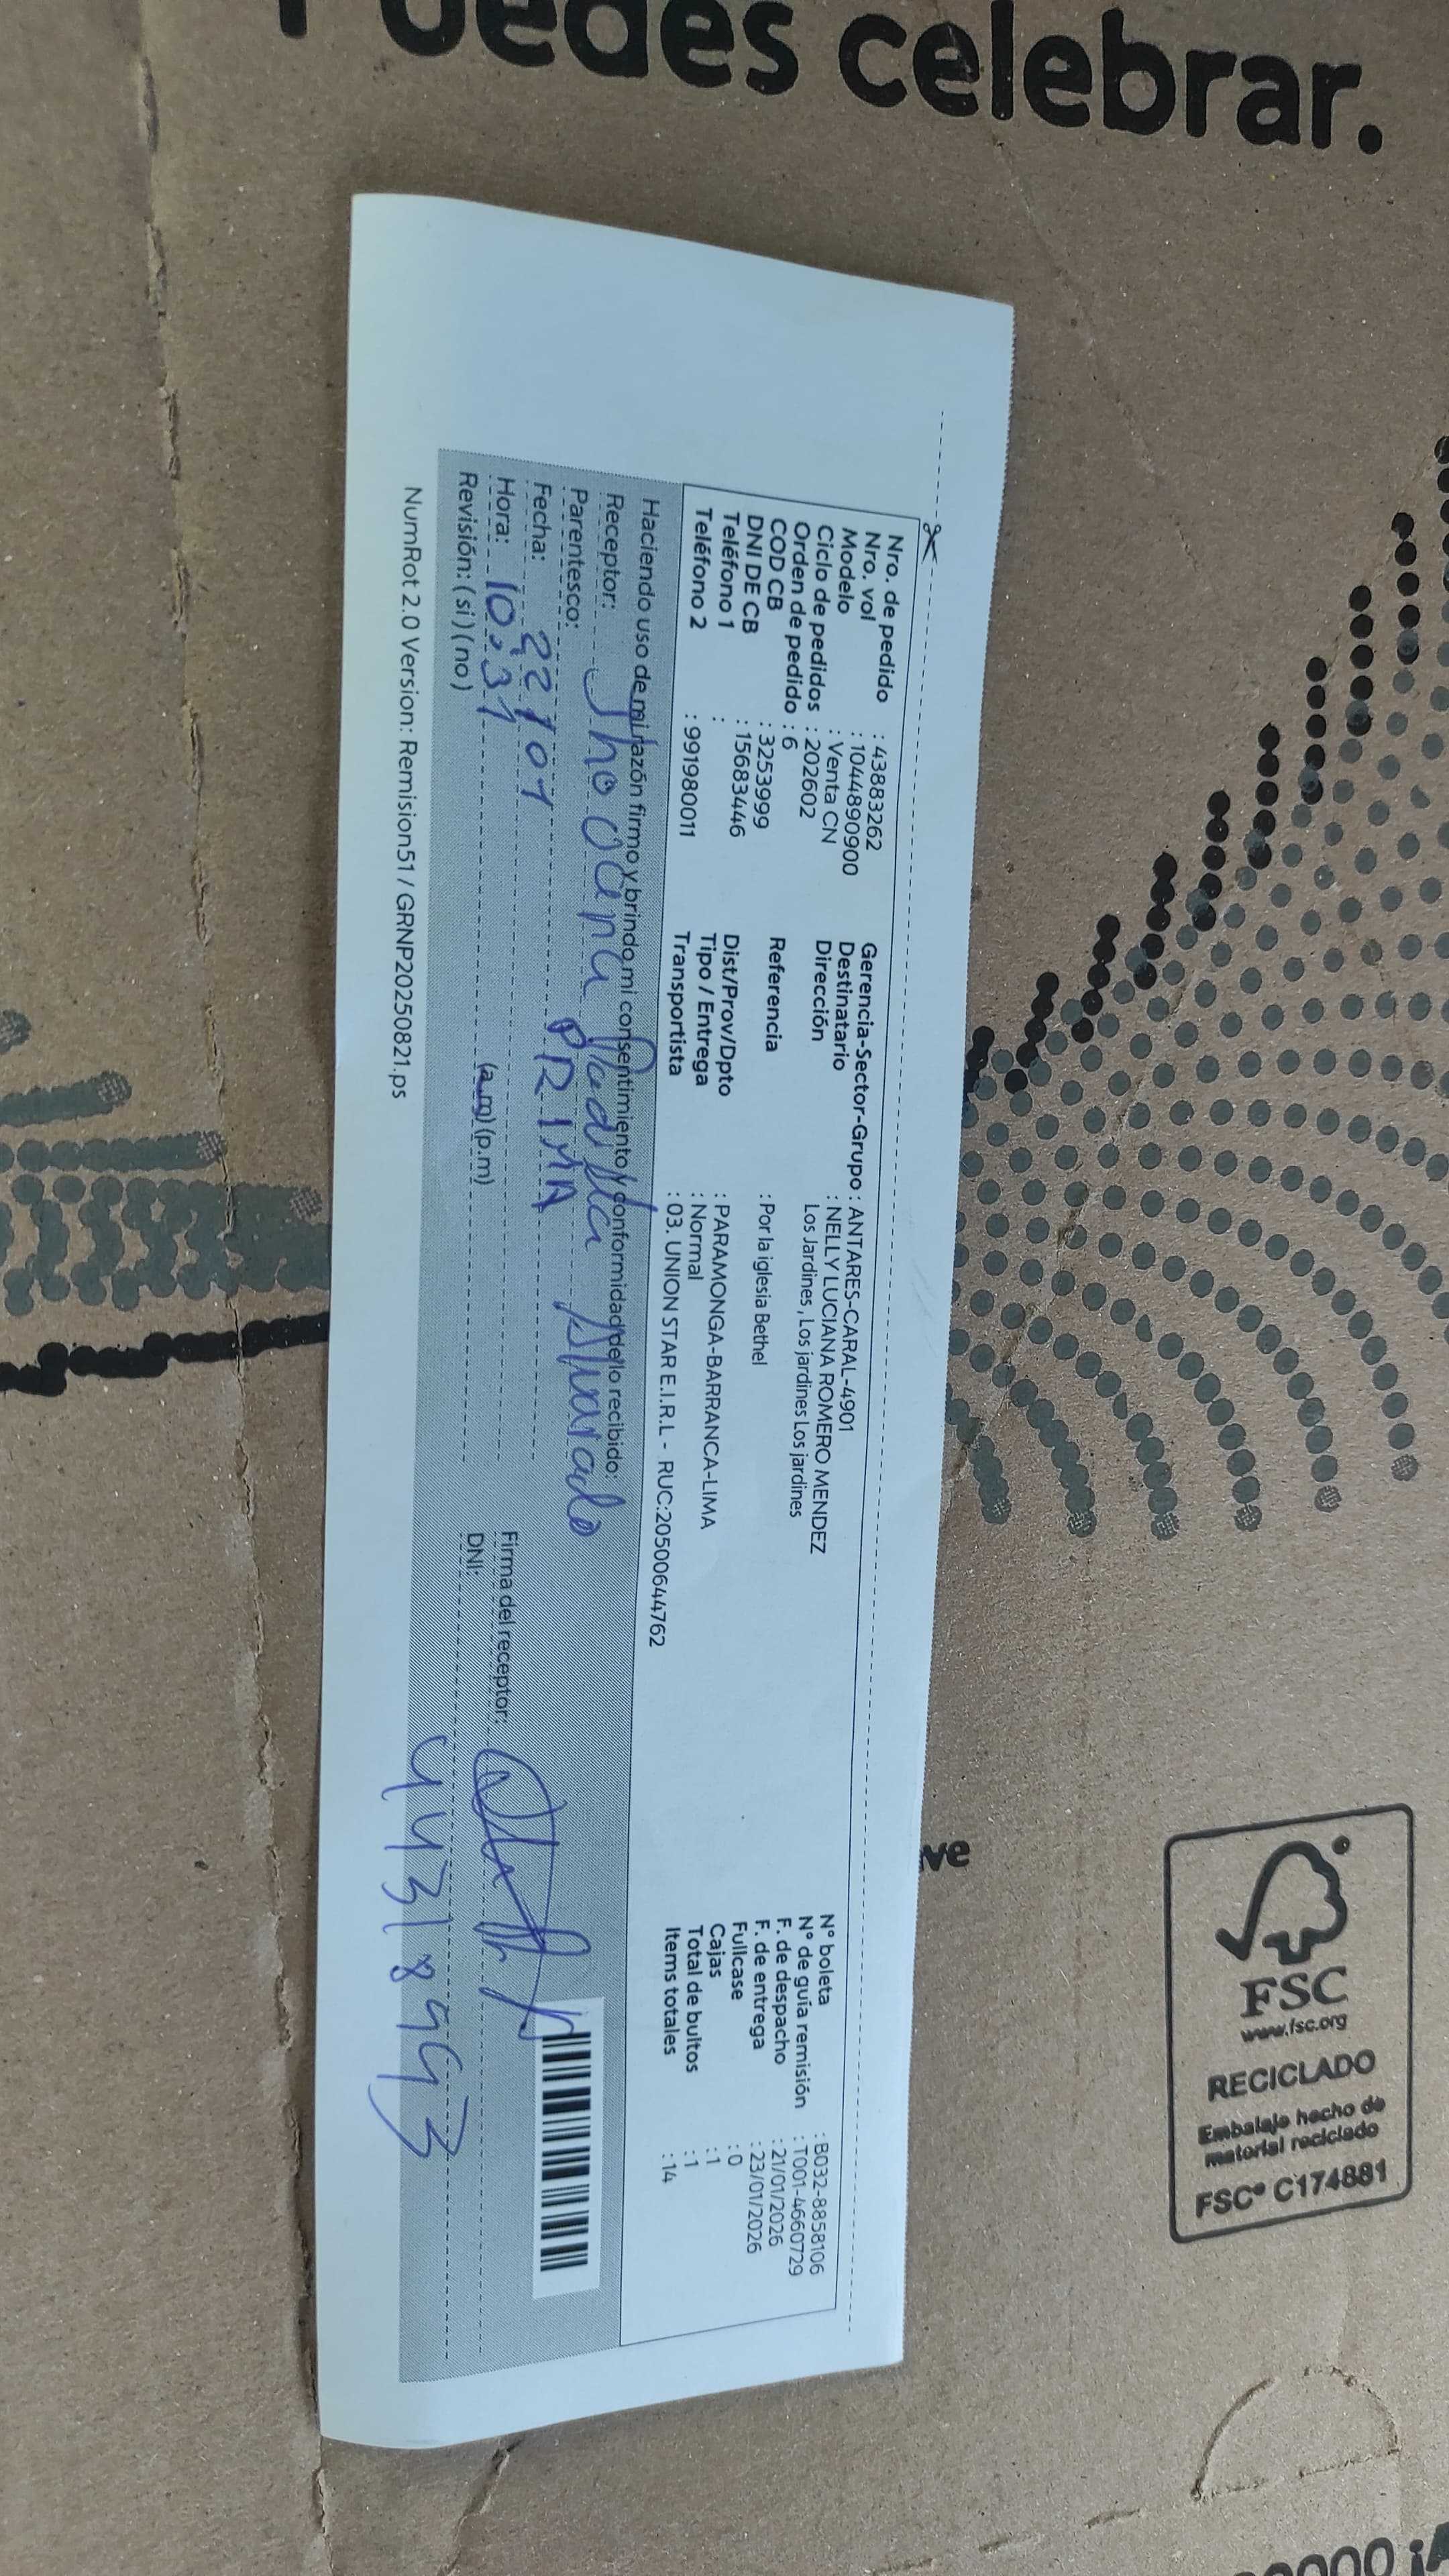 Puedes celebrar.
Nro. de pedido : 43883262
Nro. vol : 1044890900
Modelo : Venta CN
Ciclo de pedidos : 202602
Orden de pedido : 6
COD CB : 3253999
DNI DE CB : 15683446
Teléfono 1 :
Teléfono 2 : 991980011
Gerencia-Sector-Grupo : ANTARES-CARAL-4901
Destinatario : NELLY LUCIANA ROMERO MENDEZ
Dirección Los Jardines , Los jardines Los jardines
Referencia : Por la iglesia Bethel
Dist/Prov/Dpto : PARAMONGA-BARRANCA-LIMA
Tipo / Entrega : Normal
Transportista : 03. UNION STAR E.I.R.L - RUC:20500644762
N° boleta : B032-8858106
N° de guía remisión : T001-4660729
F. de despacho : 21/01/2026
F. de entrega : 23/01/2026
Fullcase : 0
Cajas : 1
Total de bultos : 1
Items totales : 14
Haciendo uso de mi razón firmo y brindo mi consentimiento y conformidad de lo recibido:
Receptor: Jhoana Padilla Alvarado
Parentesco: PRIMA
Fecha: 22/01
Hora: 10:31 (a.m) (p.m)
Revisión: ( si ) ( no )
Firma del receptor:
DNI: 44318993
NumRot 2.0 Version: Remision51 / GRNP20250821.ps
ve
FSC
www.fsc.org
RECICLADO
Embalaje hecho de
material reciclado
FSC® C174881